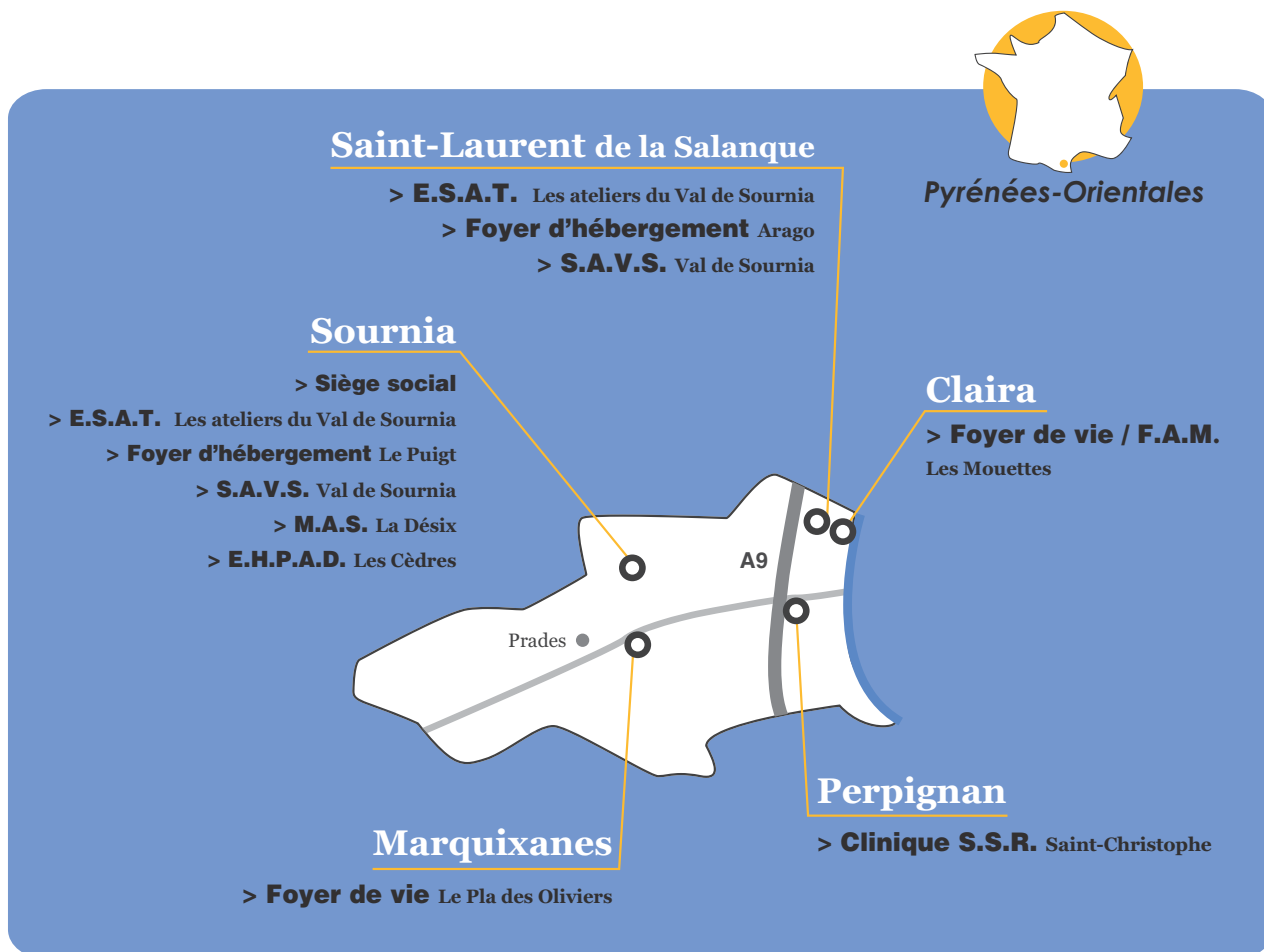 Pyrénées-Orientales
Saint-Laurent de la Salanque
> E.S.A.T. Les ateliers du Val de Sournia
> Foyer d'hébergement Arago
> S.A.V.S. Val de Sournia
Sournia
> Siège social
> E.S.A.T. Les ateliers du Val de Sournia
> Foyer d'hébergement Le Puigt
> S.A.V.S. Val de Sournia
> M.A.S. La Désix
> E.H.P.A.D. Les Cèdres
Claira
> Foyer de vie / F.A.M.
Les Mouettes
A9
Prades
Perpignan
> Clinique S.S.R. Saint-Christophe
Marquixanes
> Foyer de vie Le Pla des Oliviers